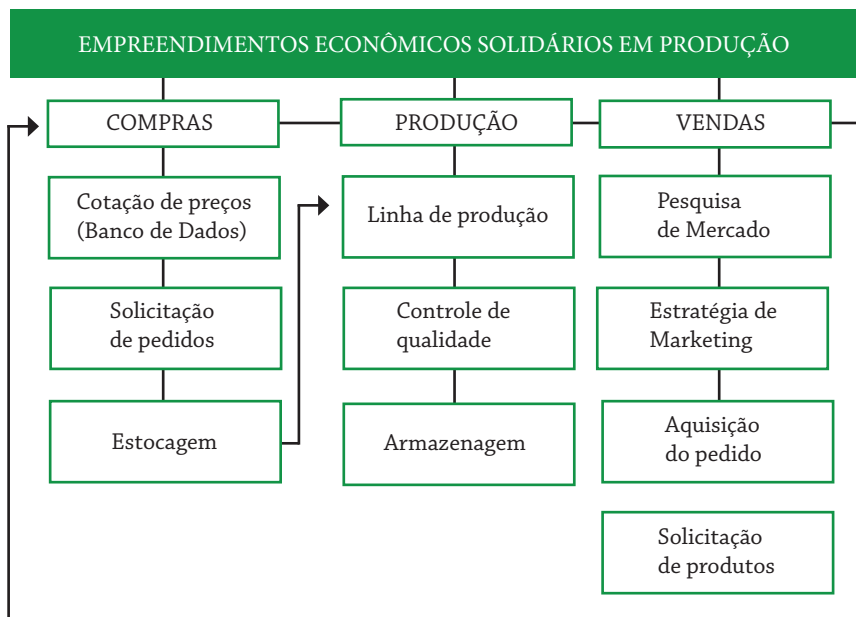 EMPREENDIMENTOS ECONÔMICOS SOLIDÁRIOS EM PRODUÇÃO
COMPRAS
Cotação de preços
(Banco de Dados)
Solicitação
de pedidos
Estocagem
PRODUÇÃO
Linha de produção
Controle de
qualidade
Armazenagem
VENDAS
Pesquisa
de Mercado
Estratégia de
Marketing
Aquisição
do pedido
Solicitação
de produtos